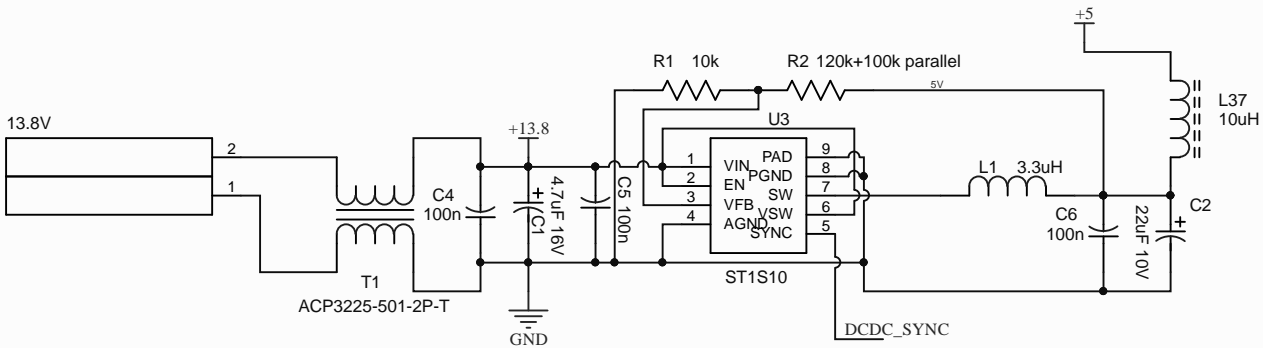 +5
R1 10k
R2 120k+100k parallel
5V
L37
10uH
13.8V
+13.8
U3
2
1
C4
100n
4.7uF 16V
C1
C5 100n
1
2
3
4
VIN
EN
VFB
AGND
PAD
PGND
SW
VSW
SYNC
9
8
7
6
5
L1 3.3uH
C6
100n
22uF 10V
C2
T1
ACP3225-501-2P-T
ST1S10
GND
DCDC_SYNC